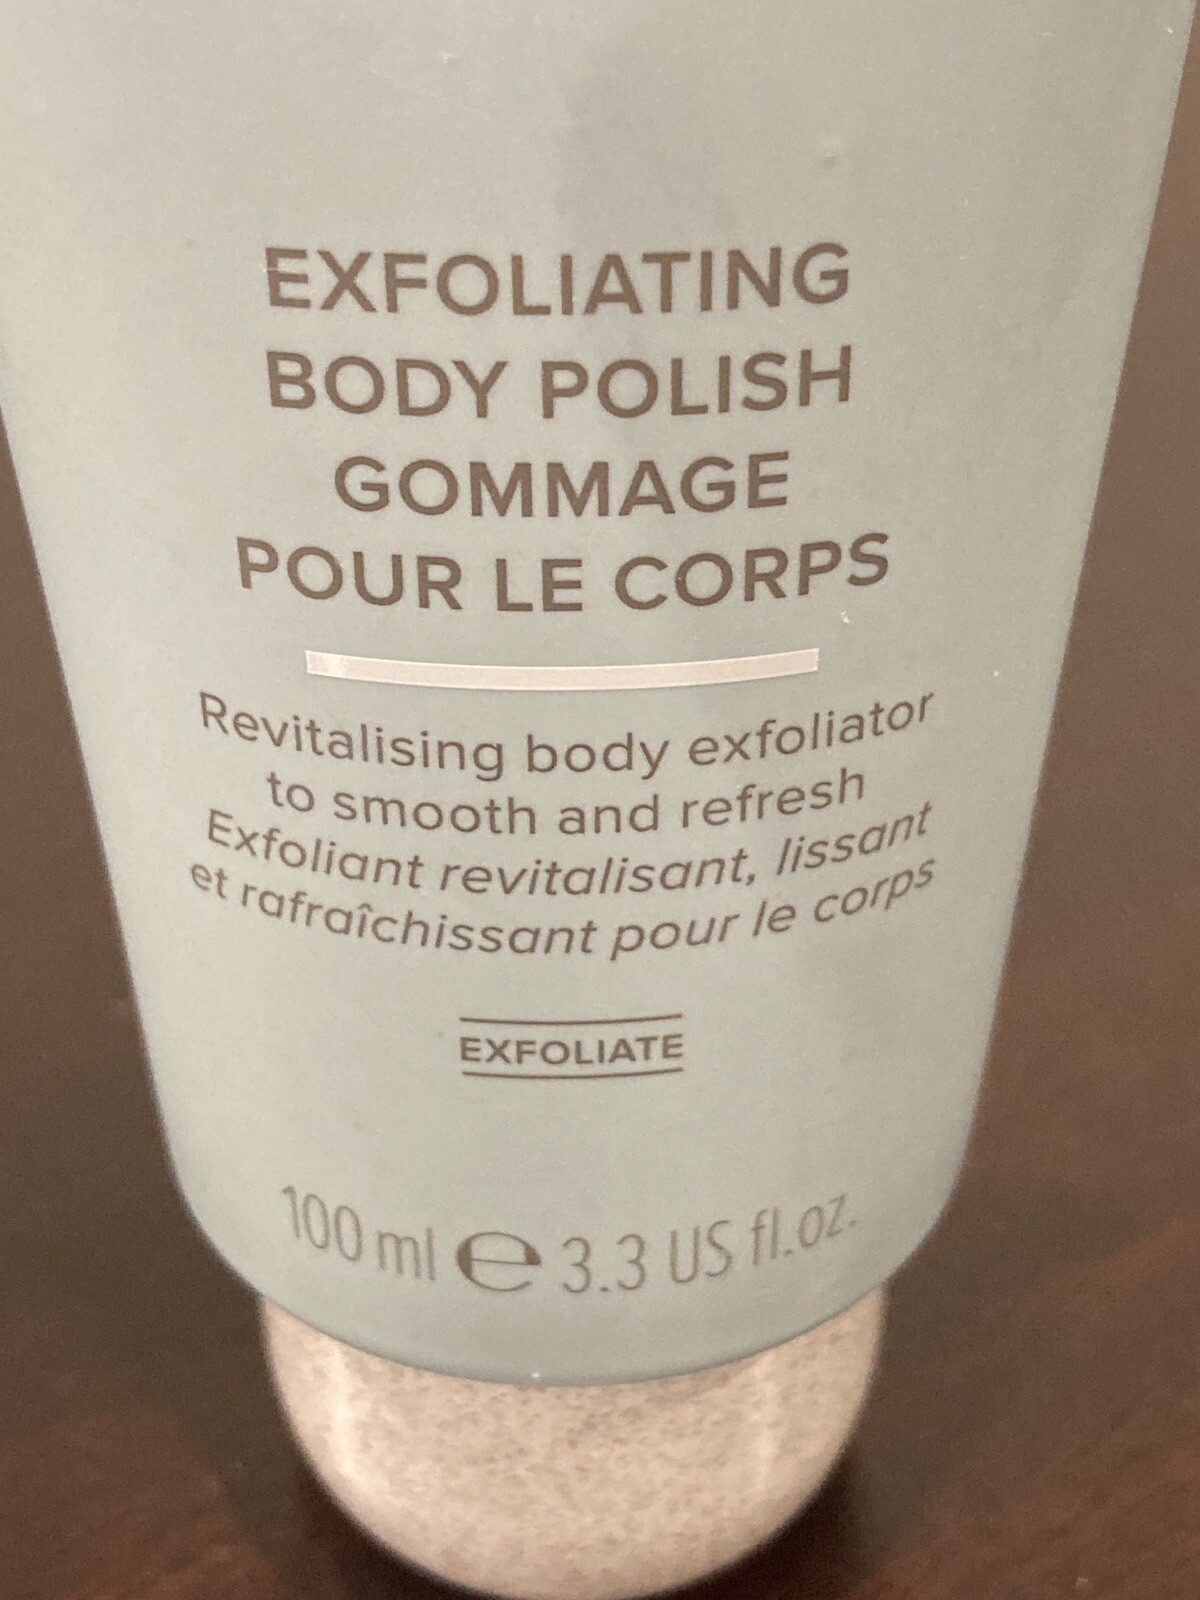 EXFOLIATING
BODY POLISH
GOMMAGE
POUR LE CORPS
Revitalising body exfoliator
to smooth and refresh
Exfoliant revitalisant, lissant
et rafraîchissant pour le corps
EXFOLIATE
100 ml e 3.3 US fl.oz.